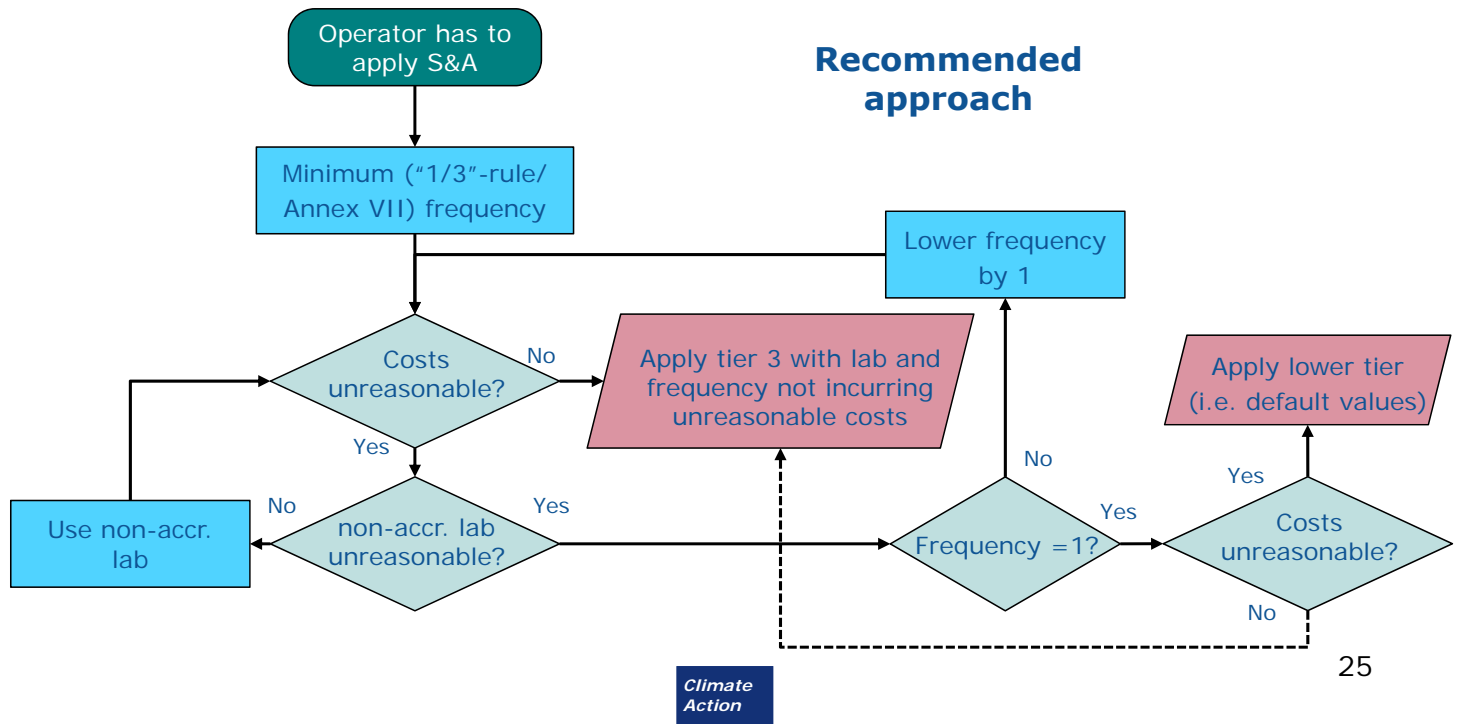 Operator has to
apply S&A
Recommended
approach
Minimum (“1/3”-rule/
Annex VII) frequency
Lower frequency
by 1
Costs
unreasonable?
No
Yes
Apply tier 3 with lab and
frequency not incurring
unreasonable costs
Apply lower tier
(i.e. default values)
Use non-accr.
lab
No
non-accr. lab
unreasonable?
Yes
No
Frequency =1?
Yes
Yes
Costs
unreasonable?
No
Climate
Action
25